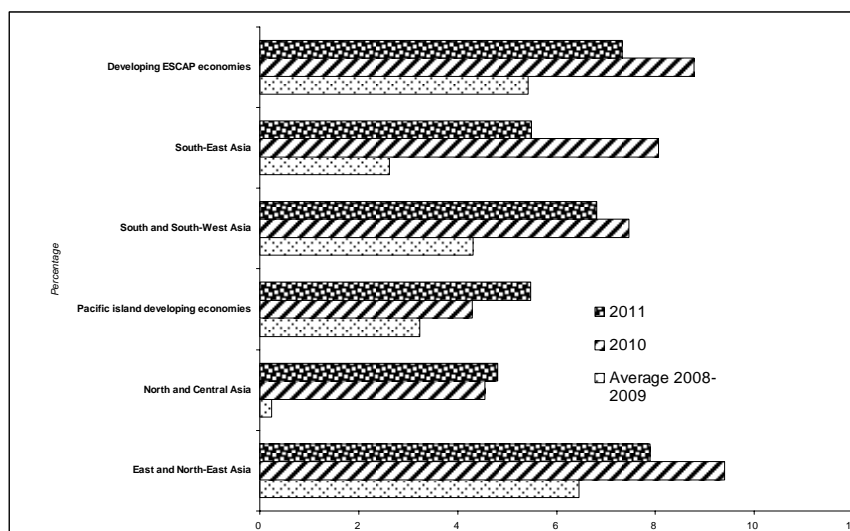 Developing ESCAP economies
South-East Asia
South and South-West Asia
Percentage
Pacific island developing economies
North and Central Asia
East and North-East Asia
2011
2010
Average 2008-
2009
0
2
4
6
8
10